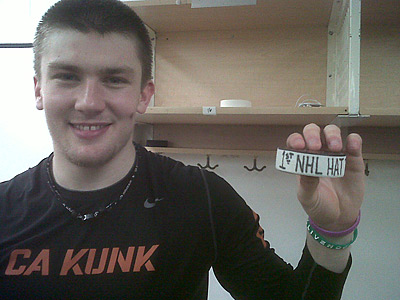 1ST NHL HAT
CA KUNK